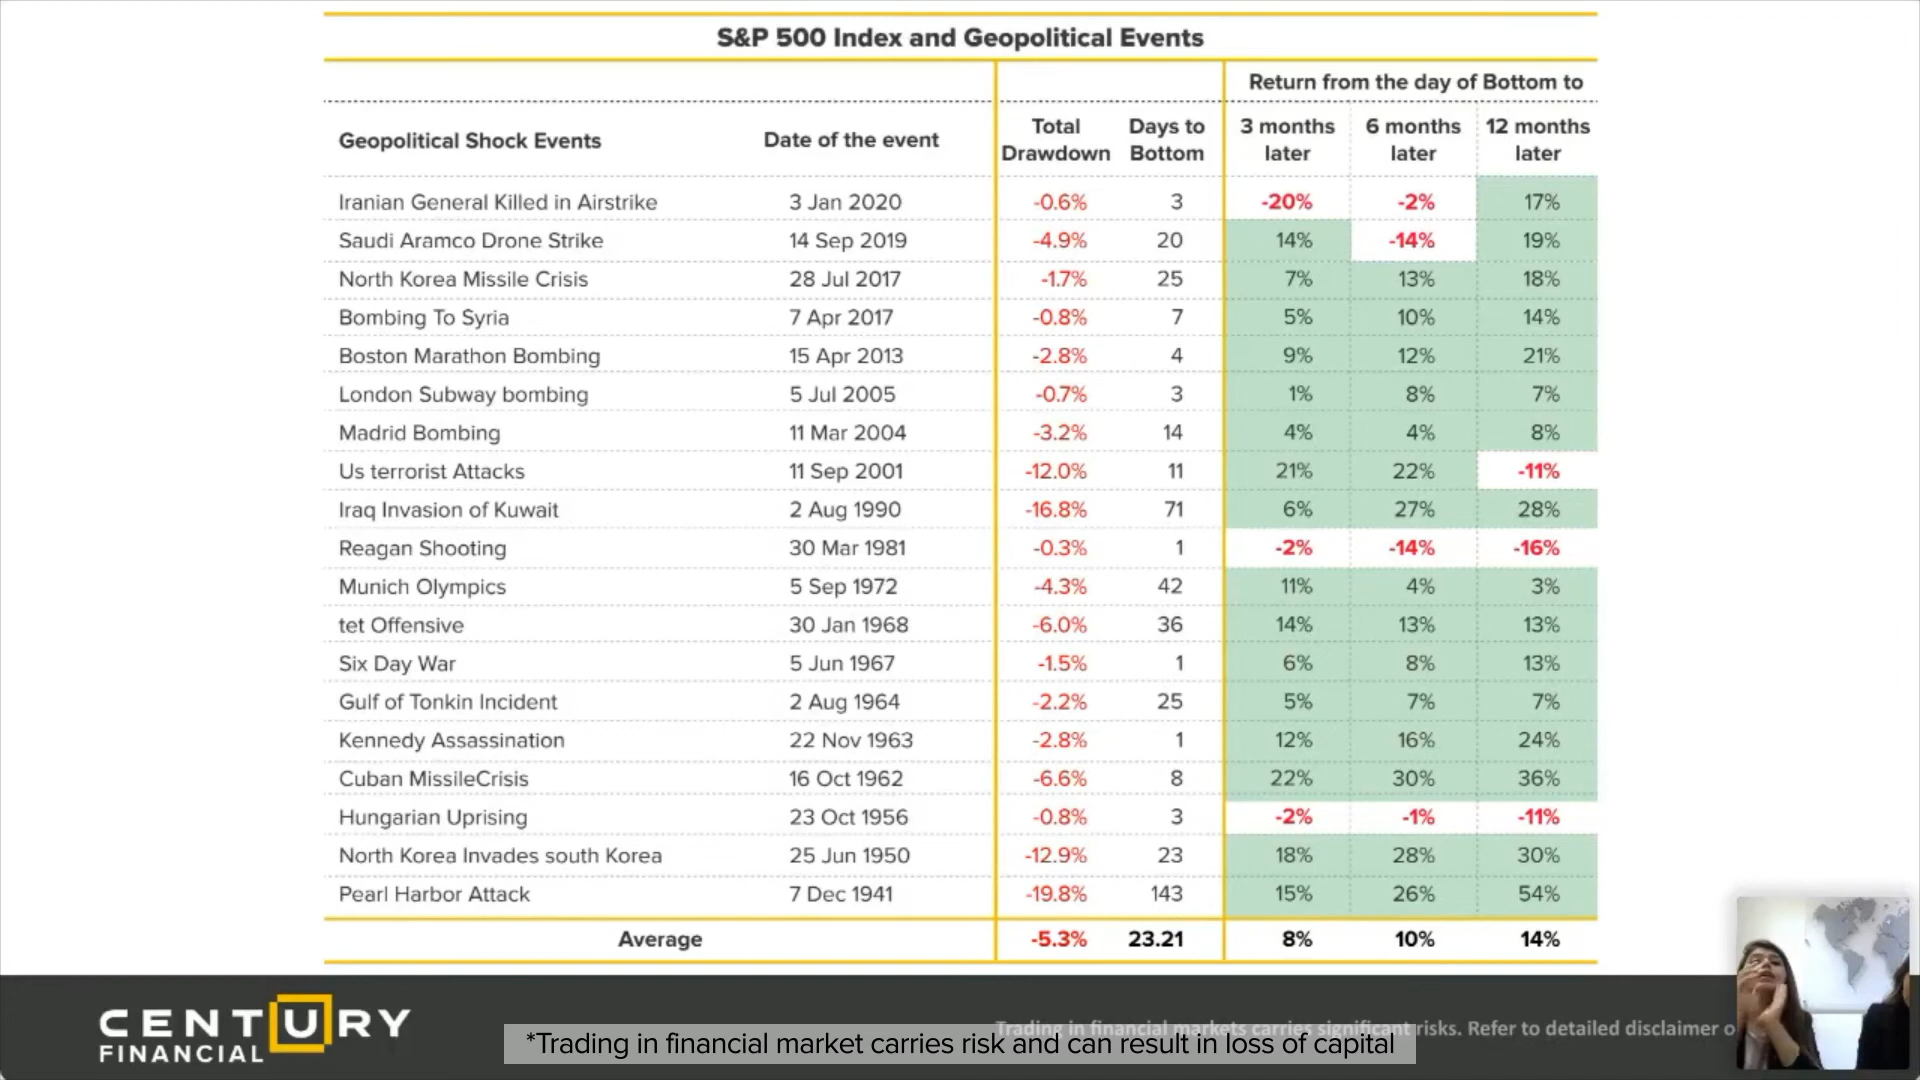 S&P 500 Index and Geopolitical Events
Return from the day of Bottom to
Geopolitical Shock Events Date of the event Total Drawdown Days to Bottom 3 months later 6 months later 12 months later
Iranian General Killed in Airstrike 3 Jan 2020 -0.6% 3 -20% -2% 17%
Saudi Aramco Drone Strike 14 Sep 2019 -4.9% 20 14% -14% 19%
North Korea Missile Crisis 28 Jul 2017 -1.7% 25 7% 13% 18%
Bombing To Syria 7 Apr 2017 -0.8% 7 5% 10% 14%
Boston Marathon Bombing 15 Apr 2013 -2.8% 4 9% 12% 21%
London Subway bombing 5 Jul 2005 -0.7% 3 1% 8% 7%
Madrid Bombing 11 Mar 2004 -3.2% 14 4% 4% 8%
Us terrorist Attacks 11 Sep 2001 -12.0% 11 21% 22% -11%
Iraq Invasion of Kuwait 2 Aug 1990 -16.8% 71 6% 27% 28%
Reagan Shooting 30 Mar 1981 -0.3% 1 -2% -14% -16%
Munich Olympics 5 Sep 1972 -4.3% 42 11% 4% 3%
tet Offensive 30 Jan 1968 -6.0% 36 14% 13% 13%
Six Day War 5 Jun 1967 -1.5% 1 6% 8% 13%
Gulf of Tonkin Incident 2 Aug 1964 -2.2% 25 5% 7% 7%
Kennedy Assassination 22 Nov 1963 -2.8% 1 12% 16% 24%
Cuban MissileCrisis 16 Oct 1962 -6.6% 8 22% 30% 36%
Hungarian Uprising 23 Oct 1956 -0.8% 3 -2% -1% -11%
North Korea Invades south Korea 25 Jun 1950 -12.9% 23 18% 28% 30%
Pearl Harbor Attack 7 Dec 1941 -19.8% 143 15% 26% 54%
Average -5.3% 23.21 8% 10% 14%
CENTURY
FINANCIAL
Trading in financial markets carries significant risks. Refer to detailed disclaimer o
*Trading in financial market carries risk and can result in loss of capital